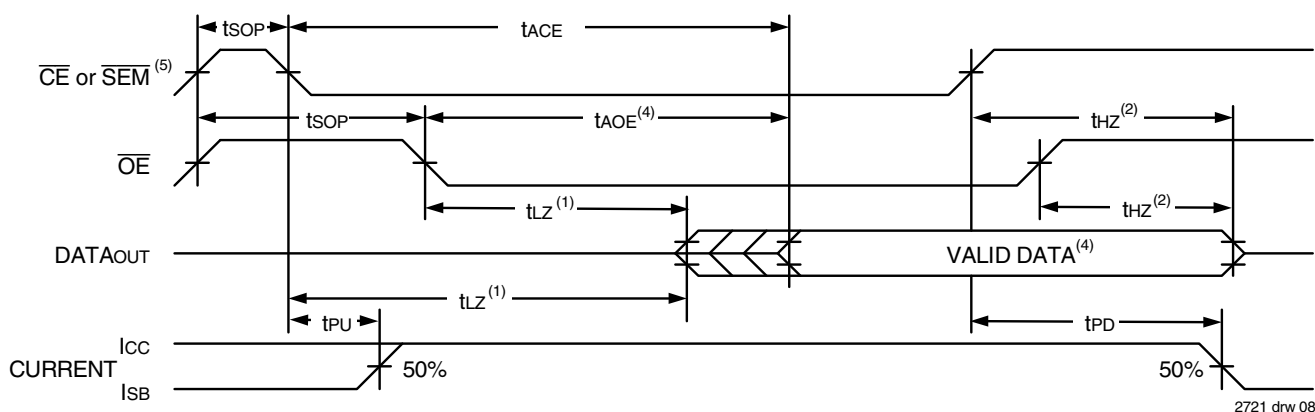 tSOP
tACE
CE or SEM (5)
tSOP
tAOE(4)
tHZ(2)
OE
tLZ(1)
tHZ(2)
DATAOUT
VALID DATA(4)
tLZ(1)
tPU
tPD
ICC
CURRENT
50%
50%
ISB
2721 drw 08